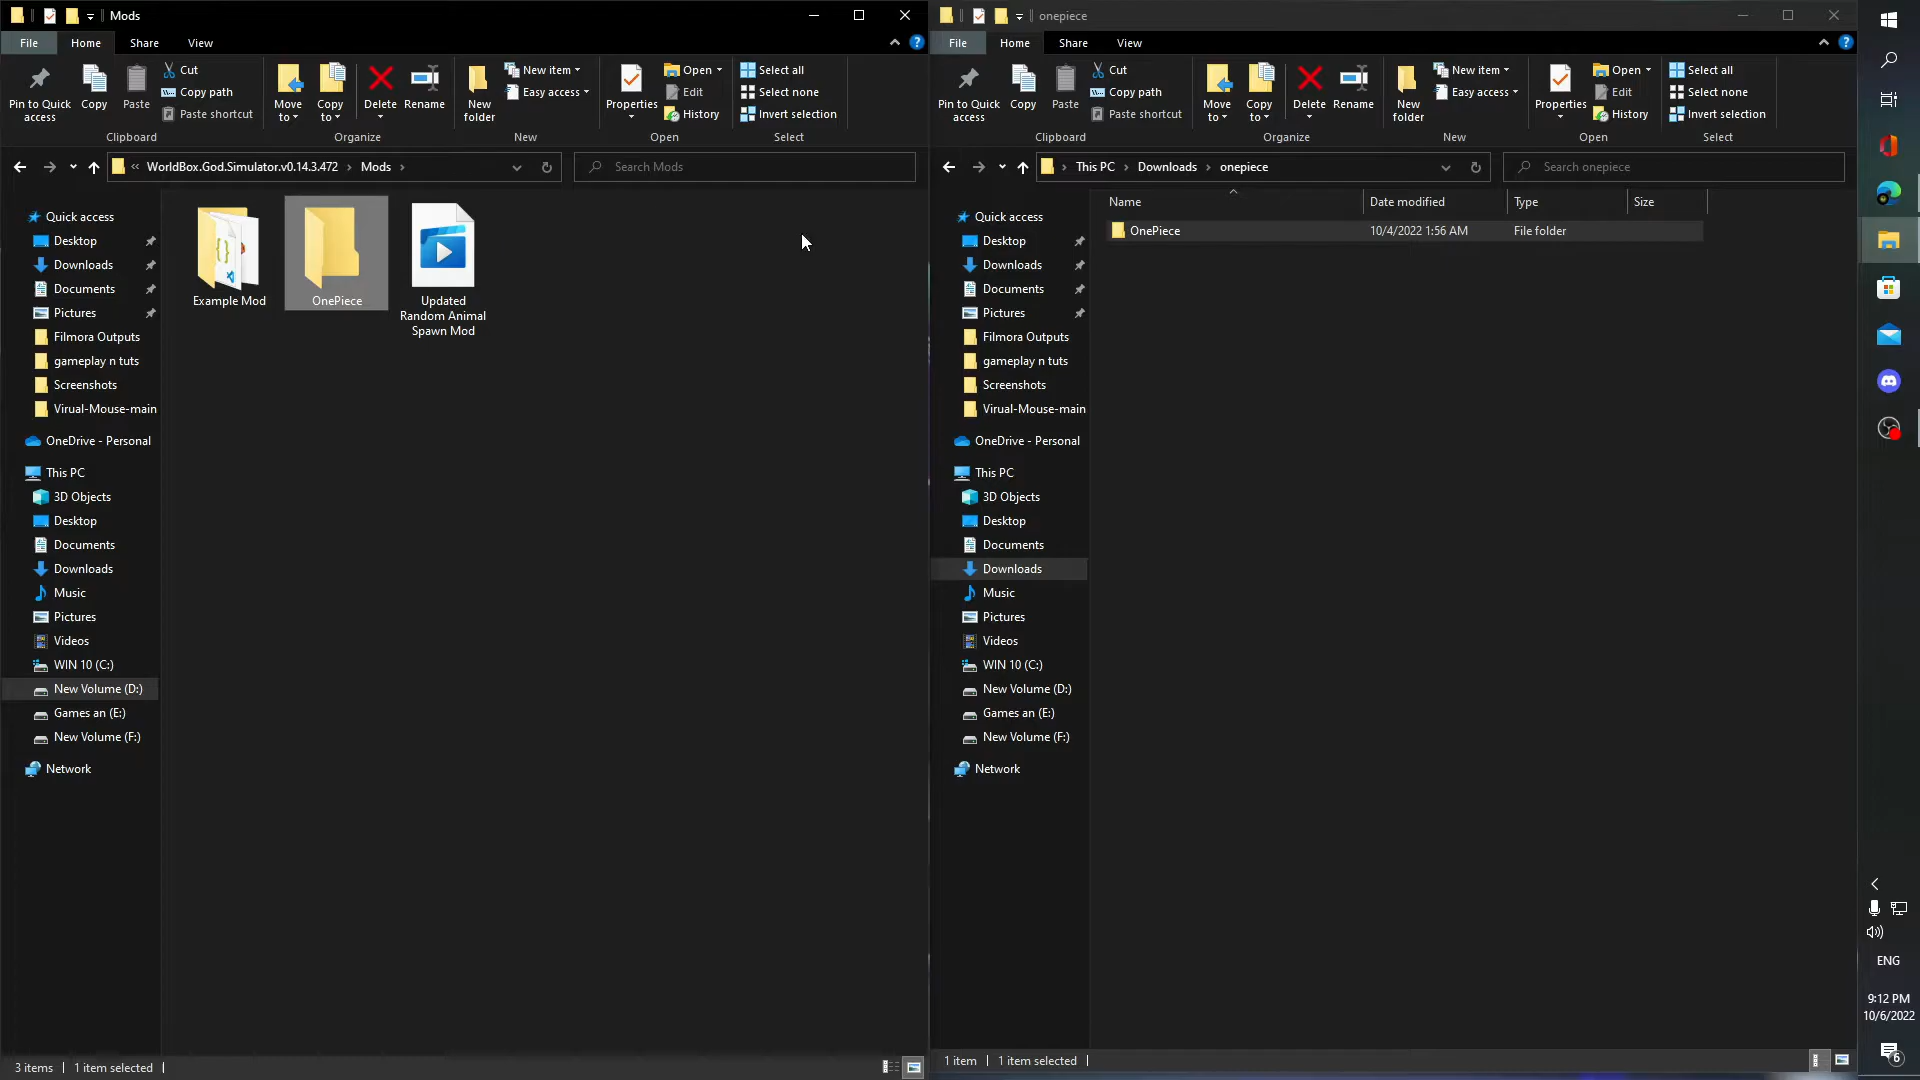 Mods
File
Home
Share
View
Pin to Quick access
Copy
Paste
Cut
Copy path
Paste shortcut
Clipboard
Move to
Copy to
Delete
Rename
Organize
New folder
New item
Easy access
New
Properties
Open
Edit
History
Open
Select all
Select none
Invert selection
Select
« WorldBox.God.Simulator.v0.14.3.472 › Mods ›
Search Mods
Quick access
Desktop
Downloads
Documents
Pictures
Filmora Outputs
gameplay n tuts
Screenshots
Virual-Mouse-main
OneDrive - Personal
This PC
3D Objects
Desktop
Documents
Downloads
Music
Pictures
Videos
WIN 10 (C:)
New Volume (D:)
Games an (E:)
New Volume (F:)
Network
Example Mod
OnePiece
Updated
Random Animal
Spawn Mod
3 items
1 item selected
onepiece
File
Home
Share
View
Pin to Quick access
Copy
Paste
Cut
Copy path
Paste shortcut
Clipboard
Move to
Copy to
Delete
Rename
Organize
New folder
New item
Easy access
New
Properties
Open
Edit
History
Open
Select all
Select none
Invert selection
Select
› This PC › Downloads › onepiece
Search onepiece
Quick access
Desktop
Downloads
Documents
Pictures
Filmora Outputs
gameplay n tuts
Screenshots
Virual-Mouse-main
OneDrive - Personal
This PC
3D Objects
Desktop
Documents
Downloads
Music
Pictures
Videos
WIN 10 (C:)
New Volume (D:)
Games an (E:)
New Volume (F:)
Network
Name Date modified Type Size
OnePiece 10/4/2022 1:56 AM File folder
1 item
1 item selected
ENG
9:12 PM
10/6/2022
6